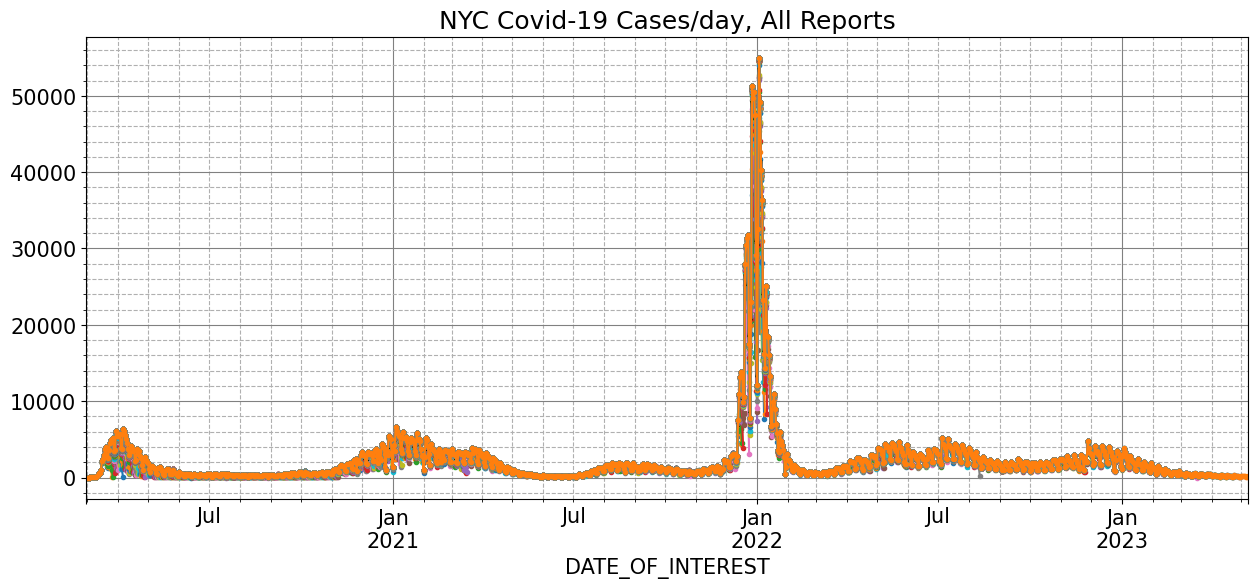 NYC Covid-19 Cases/day, All Reports
50000
40000
30000
20000
10000
0
Jul Jan Jul Jan Jul Jan
2021 2022 2023
DATE_OF_INTEREST